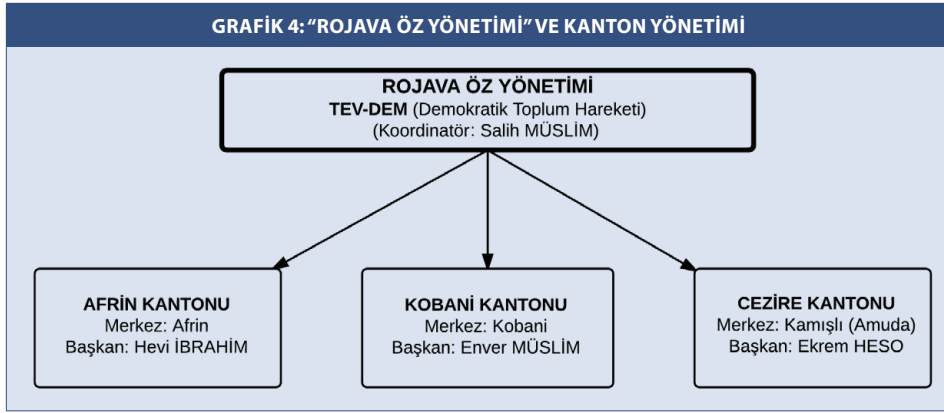 GRAFİK 4: “ROJAVA ÖZ YÖNETİMİ” VE KANTON YÖNETİMİ
ROJAVA ÖZ YÖNETİMİ
TEV-DEM (Demokratik Toplum Hareketi)
(Koordinatör: Salih MÜSLİM)
AFRİN KANTONU
Merkez: Afrin
Başkan: Hevi İBRAHİM
KOBANİ KANTONU
Merkez: Kobani
Başkan: Enver MÜSLİM
CEZİRE KANTONU
Merkez: Kamışlı (Amuda)
Başkan: Ekrem HESO